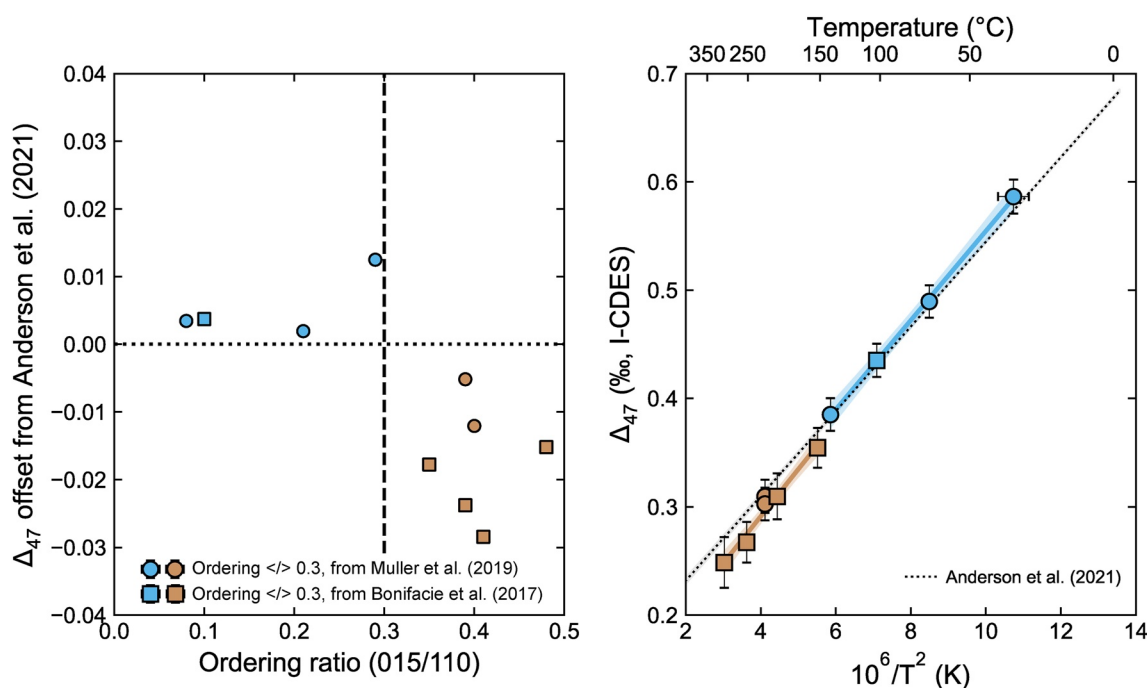 Δ47 offset from Anderson et al. (2021)
0.04
0.03
0.02
0.01
0.00
−0.01
−0.02
−0.03
−0.04
Ordering </> 0.3, from Muller et al. (2019)
Ordering </> 0.3, from Bonifacie et al. (2017)
0.0 0.1 0.2 0.3 0.4 0.5
Ordering ratio (015/110)
Temperature (°C)
350 250 150 100 50 0
Δ47 (‰, I-CDES)
0.7
0.6
0.5
0.4
0.3
0.2
Anderson et al. (2021)
2 4 6 8 10 12 14
10^6/T^2 (K)